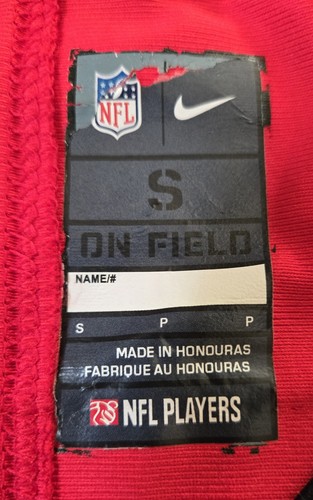 NFL
S
ON FIELD
NAME/#
S P P
MADE IN HONDURAS
FABRIQUE AU HONDURAS
NFL PLAYERS